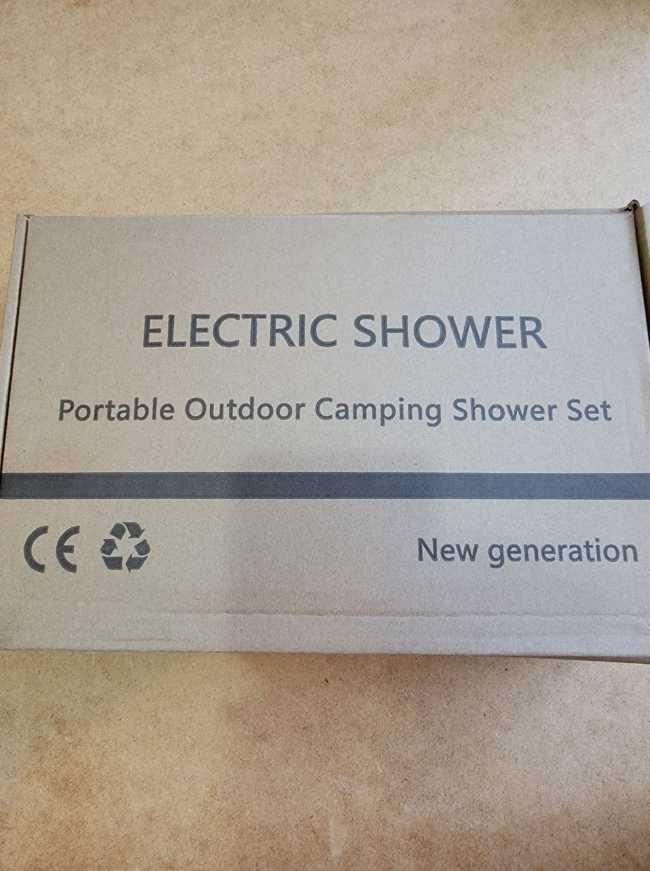 ELECTRIC SHOWER
Portable Outdoor Camping Shower Set
CE
New generation